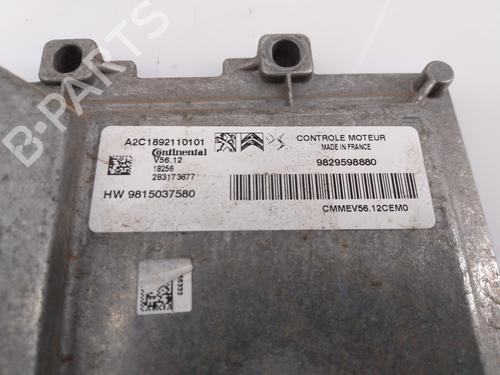 A2C1892110101
Continental
V56.12
18256
283173677
HW 9815037580
CONTROLE MOTEUR
MADE IN FRANCE
9829598880
CMMEV56.12CEM0
B-PARTS